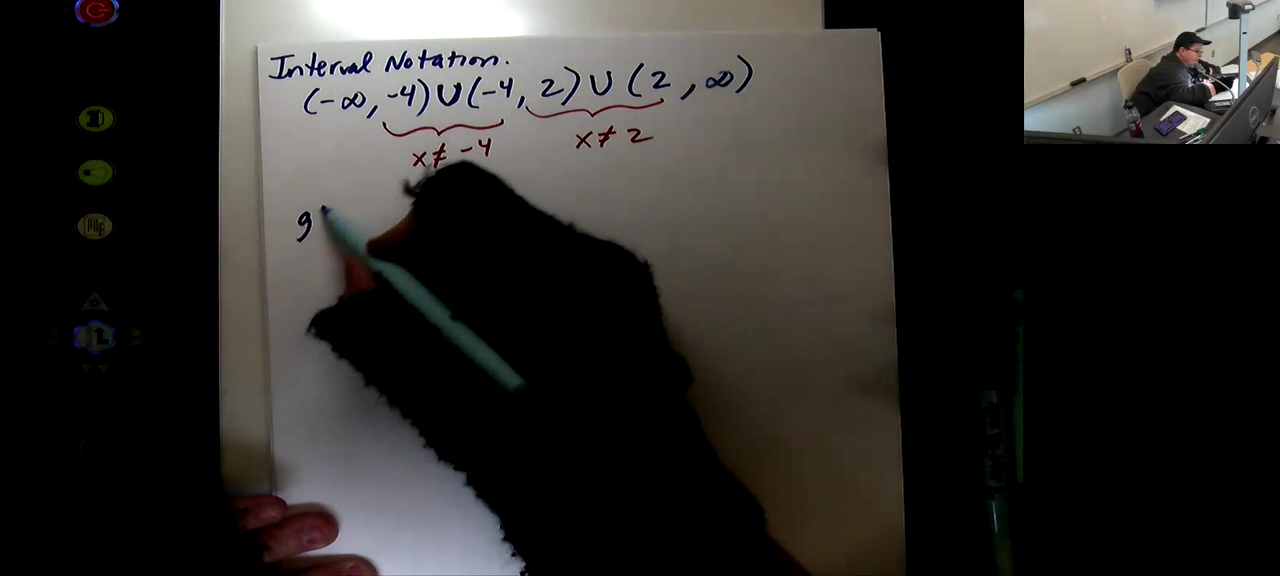 Interval Notation.
(-∞, -4) ∪ (-4, 2) ∪ (2, ∞)
x ≠ -4
x ≠ 2
g